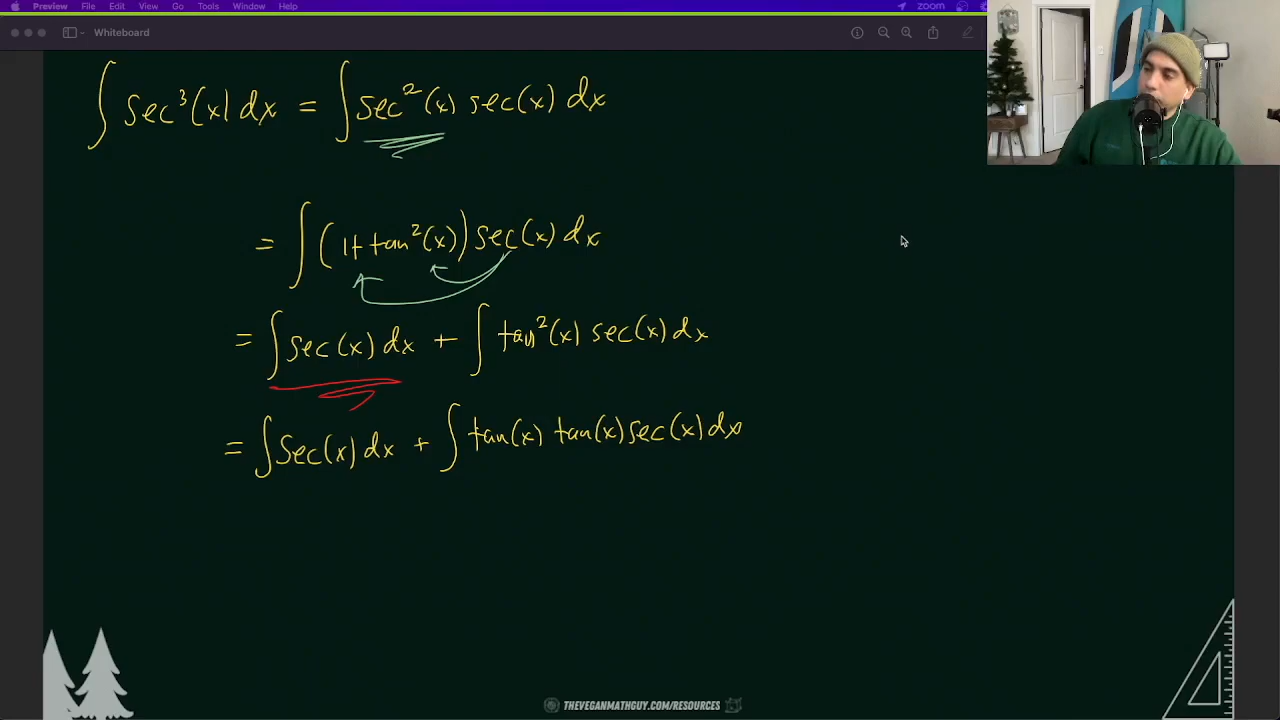 Preview File Edit View Go Tools Window Help zoom
Whiteboard
∫ sec³(x) dx = ∫ sec²(x) sec(x) dx
= ∫ (1+ tan²(x)) sec(x) dx
= ∫ sec(x) dx + ∫ tan²(x) sec(x) dx
= ∫ Sec(x) dx + ∫ tan(x) tan(x) sec(x) dx
THEVEGANMATHGUY.COM/RESOURCES